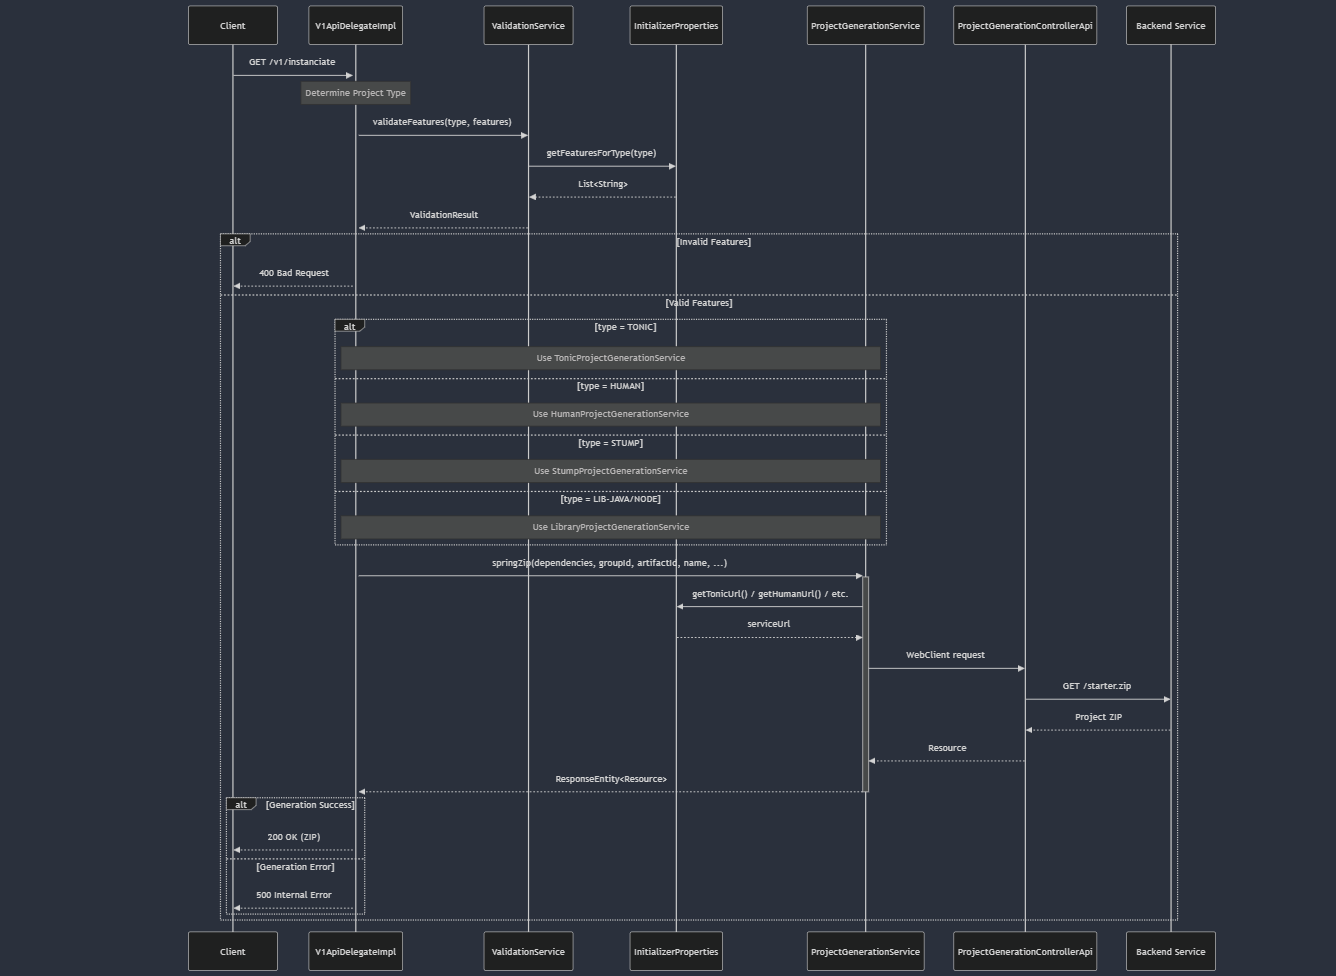 Client
V1ApiDelegateImpl
ValidationService
InitializerProperties
ProjectGenerationService
ProjectGenerationControllerApi
Backend Service
GET /v1/instanciate
Determine Project Type
validateFeatures(type, features)
getFeaturesForType(type)
List<String>
ValidationResult
alt
[Invalid Features]
400 Bad Request
[Valid Features]
alt
[type = TONIC]
Use TonicProjectGenerationService
[type = HUMAN]
Use HumanProjectGenerationService
[type = STUMP]
Use StumpProjectGenerationService
[type = LIB-JAVA/NODE]
Use LibraryProjectGenerationService
springZip(dependencies, groupId, artifactId, name, ...)
getTonicUrl() / getHumanUrl() / etc.
serviceUrl
WebClient request
GET /starter.zip
Project ZIP
Resource
ResponseEntity<Resource>
alt
[Generation Success]
200 OK (ZIP)
[Generation Error]
500 Internal Error
Client
V1ApiDelegateImpl
ValidationService
InitializerProperties
ProjectGenerationService
ProjectGenerationControllerApi
Backend Service